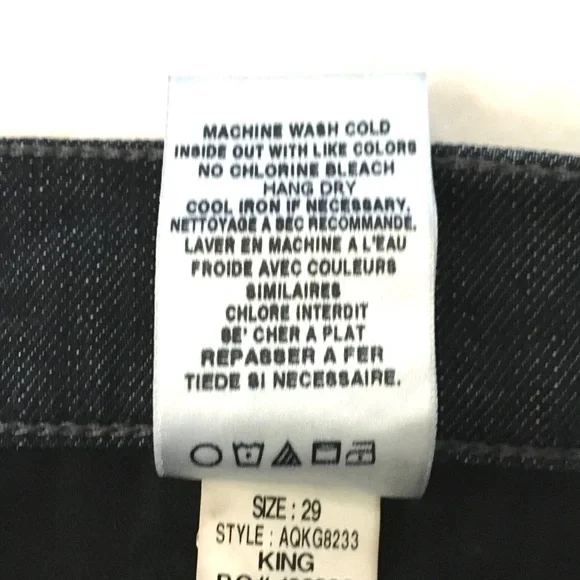 MACHINE WASH COLD
INSIDE OUT WITH LIKE COLORS
NO CHLORINE BLEACH
HANG DRY
COOL IRON IF NECESSARY.
NETTOYAGE A SEC RECOMMANDE.
LAVER EN MACHINE A L'EAU
FROIDE AVEC COULEURS
SIMILAIRES
CHLORE INTERDIT
SE' CHER A PLAT
REPASSER A FER
TIEDE SI NECESSAIRE.
SIZE : 29
STYLE : AQKG8233
KING